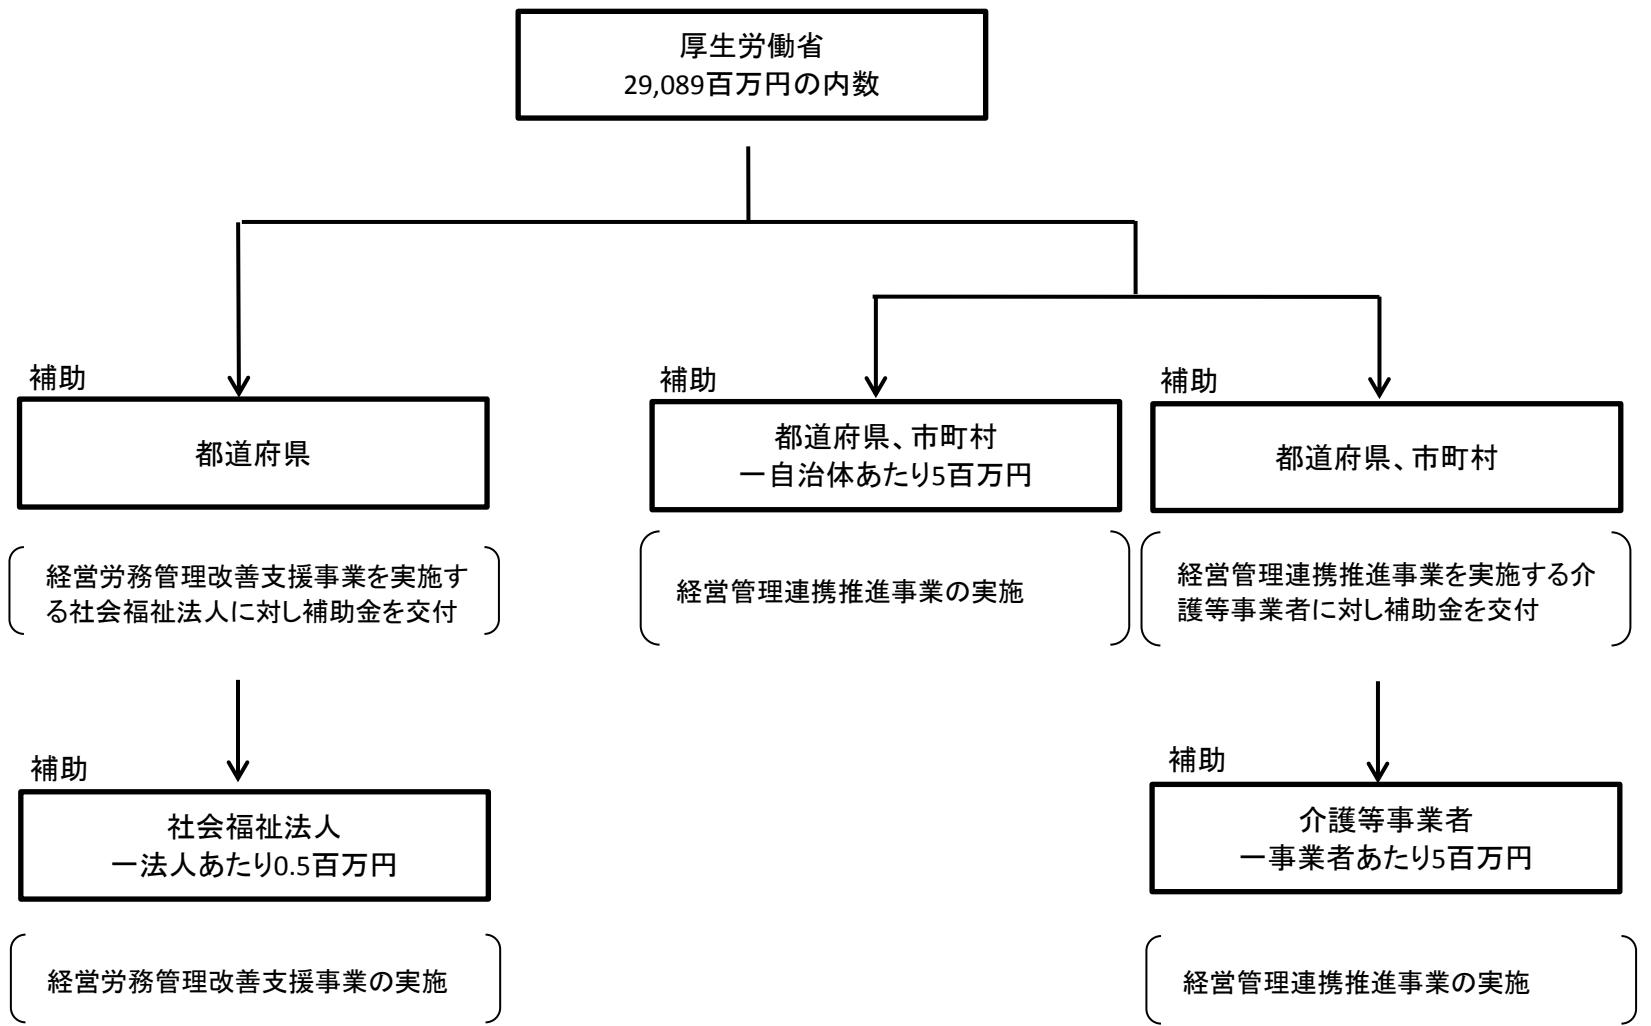 厚生労働省
29,089百万円の内数
補助
都道府県
経営労務管理改善支援事業を実施す
る社会福祉法人に対し補助金を交付
補助
社会福祉法人
一法人あたり0.5百万円
経営労務管理改善支援事業の実施
補助
都道府県、市町村
一自治体あたり5百万円
経営管理連携推進事業の実施
補助
都道府県、市町村
経営管理連携推進事業を実施する介
護等事業者に対し補助金を交付
補助
介護等事業者
一事業者あたり5百万円
経営管理連携推進事業の実施